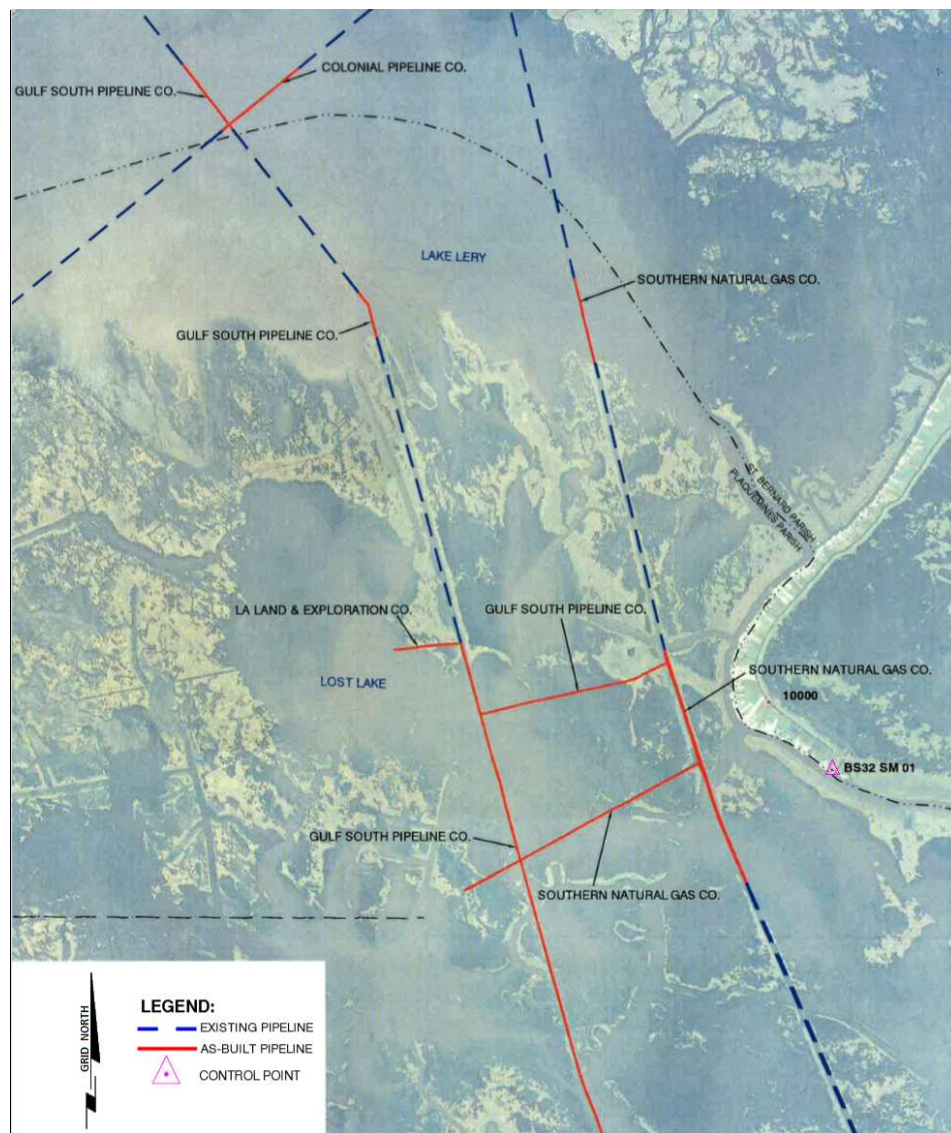 COLONIAL PIPELINE CO.
GULF SOUTH PIPELINE CO.
LAKE LERY
SOUTHERN NATURAL GAS CO.
GULF SOUTH PIPELINE CO.
ST. BERNARD PARISH
PLAQUEMINES PARISH
LA LAND & EXPLORATION CO.
GULF SOUTH PIPELINE CO.
SOUTHERN NATURAL GAS CO.
LOST LAKE
10000
BS32 SM 01
GULF SOUTH PIPELINE CO.
SOUTHERN NATURAL GAS CO.
GRID NORTH
LEGEND:
EXISTING PIPELINE
AS-BUILT PIPELINE
CONTROL POINT